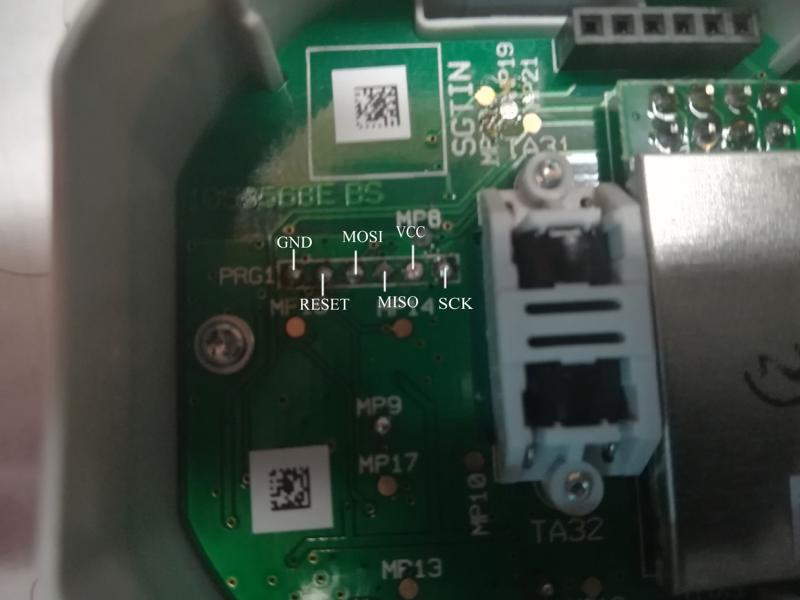 SGTIN
MP19
MP21
TA31
MP8
GND
MOSI
VCC
PRG1
RESET
MISO
SCK
MP14
MP9
MP17
MP10
TA32
MP13